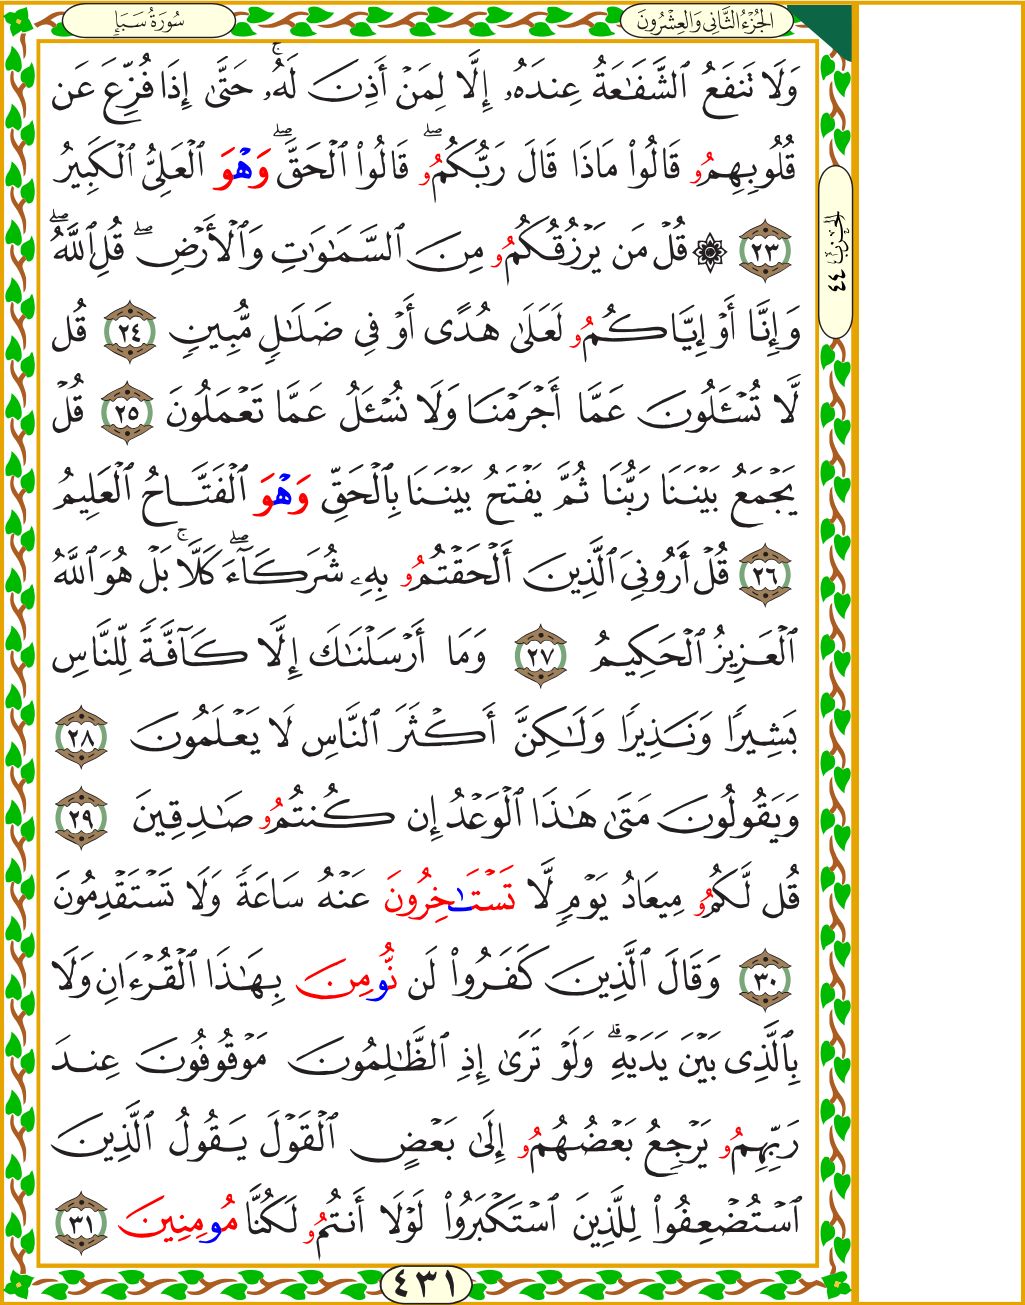 الجُزْءُ الثَّانِي وَالعِشْرُونَ
سُورَةُ سَبَإٍ
وَلَا تَنفَعُ ٱلشَّفَٰعَةُ عِندَهُۥ إِلَّا لِمَنْ أَذِنَ لَهُۥۚ حَتَّىٰ إِذَا فُزِّعَ عَن
قُلُوبِهِمُۥ قَالُواْ مَاذَا قَالَ رَبُّكُمُۥۖ قَالُواْ ٱلْحَقَّۖ وَهْوَ ٱلْعَلِىُّ ٱلْكَبِيرُ
٢٣ ۞ قُلْ مَن يَرْزُقُكُمُۥ مِنَ ٱلسَّمَٰوَٰتِ وَٱلْأَرْضِۖ قُلِ ٱللَّهُۖ
وَإِنَّا أَوْ إِيَّاكُمُۥ لَعَلَىٰ هُدًى أَوْ فِى ضَلَٰلٍ مُّبِينٍ ٢٤ قُل
لَّا تُسْـَٔلُونَ عَمَّا أَجْرَمْنَا وَلَا نُسْـَٔلُ عَمَّا تَعْمَلُونَ ٢٥ قُلْ
يَجْمَعُ بَيْنَنَا رَبُّنَا ثُمَّ يَفْتَحُ بَيْنَنَا بِٱلْحَقِّ وَهْوَ ٱلْفَتَّاحُ ٱلْعَلِيمُ
٢٦ قُلْ أَرُونِىَ ٱلَّذِينَ أَلْحَقْتُمُۥ بِهِۦ شُرَكَآءَۖ كَلَّاۚ بَلْ هُوَ ٱللَّهُ
ٱلْعَزِيزُ ٱلْحَكِيمُ ٢٧ وَمَا أَرْسَلْنَٰكَ إِلَّا كَآفَّةً لِّلنَّاسِ
بَشِيرًا وَنَذِيرًا وَلَٰكِنَّ أَكْثَرَ ٱلنَّاسِ لَا يَعْلَمُونَ ٢٨
وَيَقُولُونَ مَتَىٰ هَٰذَا ٱلْوَعْدُ إِن كُنتُمُۥ صَٰدِقِينَ ٢٩
قُل لَّكُمُۥ مِيعَادُ يَوْمٍ لَّا تَسْتَٰخِرُونَ عَنْهُ سَاعَةً وَلَا تَسْتَقْدِمُونَ
٣٠ وَقَالَ ٱلَّذِينَ كَفَرُواْ لَن نُّومِنَ بِهَٰذَا ٱلْقُرْءَانِ وَلَا
بِٱلَّذِى بَيْنَ يَدَيْهِۗ وَلَوْ تَرَىٰ إِذِ ٱلظَّٰلِمُونَ مَوْقُوفُونَ عِندَ
رَبِّهِمُۥ يَرْجِعُ بَعْضُهُمُۥ إِلَىٰ بَعْضٍ ٱلْقَوْلَ يَقُولُ ٱلَّذِينَ
ٱسْتُضْعِفُواْ لِلَّذِينَ ٱسْتَكْبَرُواْ لَوْلَا أَنتُمُۥ لَكُنَّا مُومِنِينَ ٣١
الحزب ٤٤
٤٣١